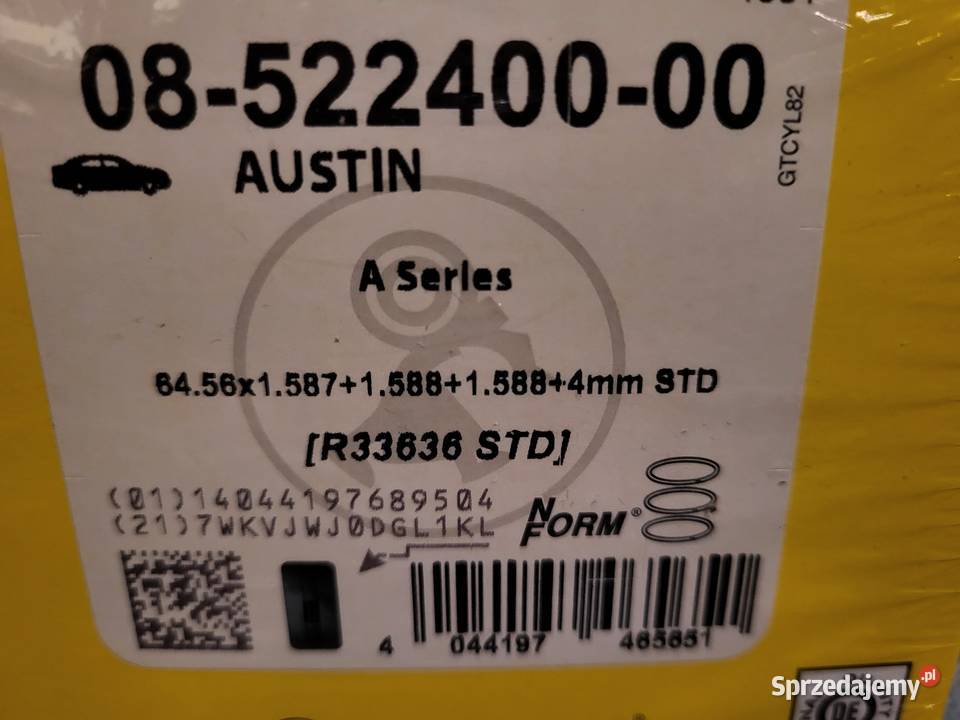 08-522400-00
GTCYL82
AUSTIN
A Series
64.56x1.587+1.588+1.588+4mm STD
[R33636 STD]
(01)14044197689504
(21)7WKVJWJ0DGL1KL
NFORM®
4 044197 465651
DE
Sprzedajemy.pl